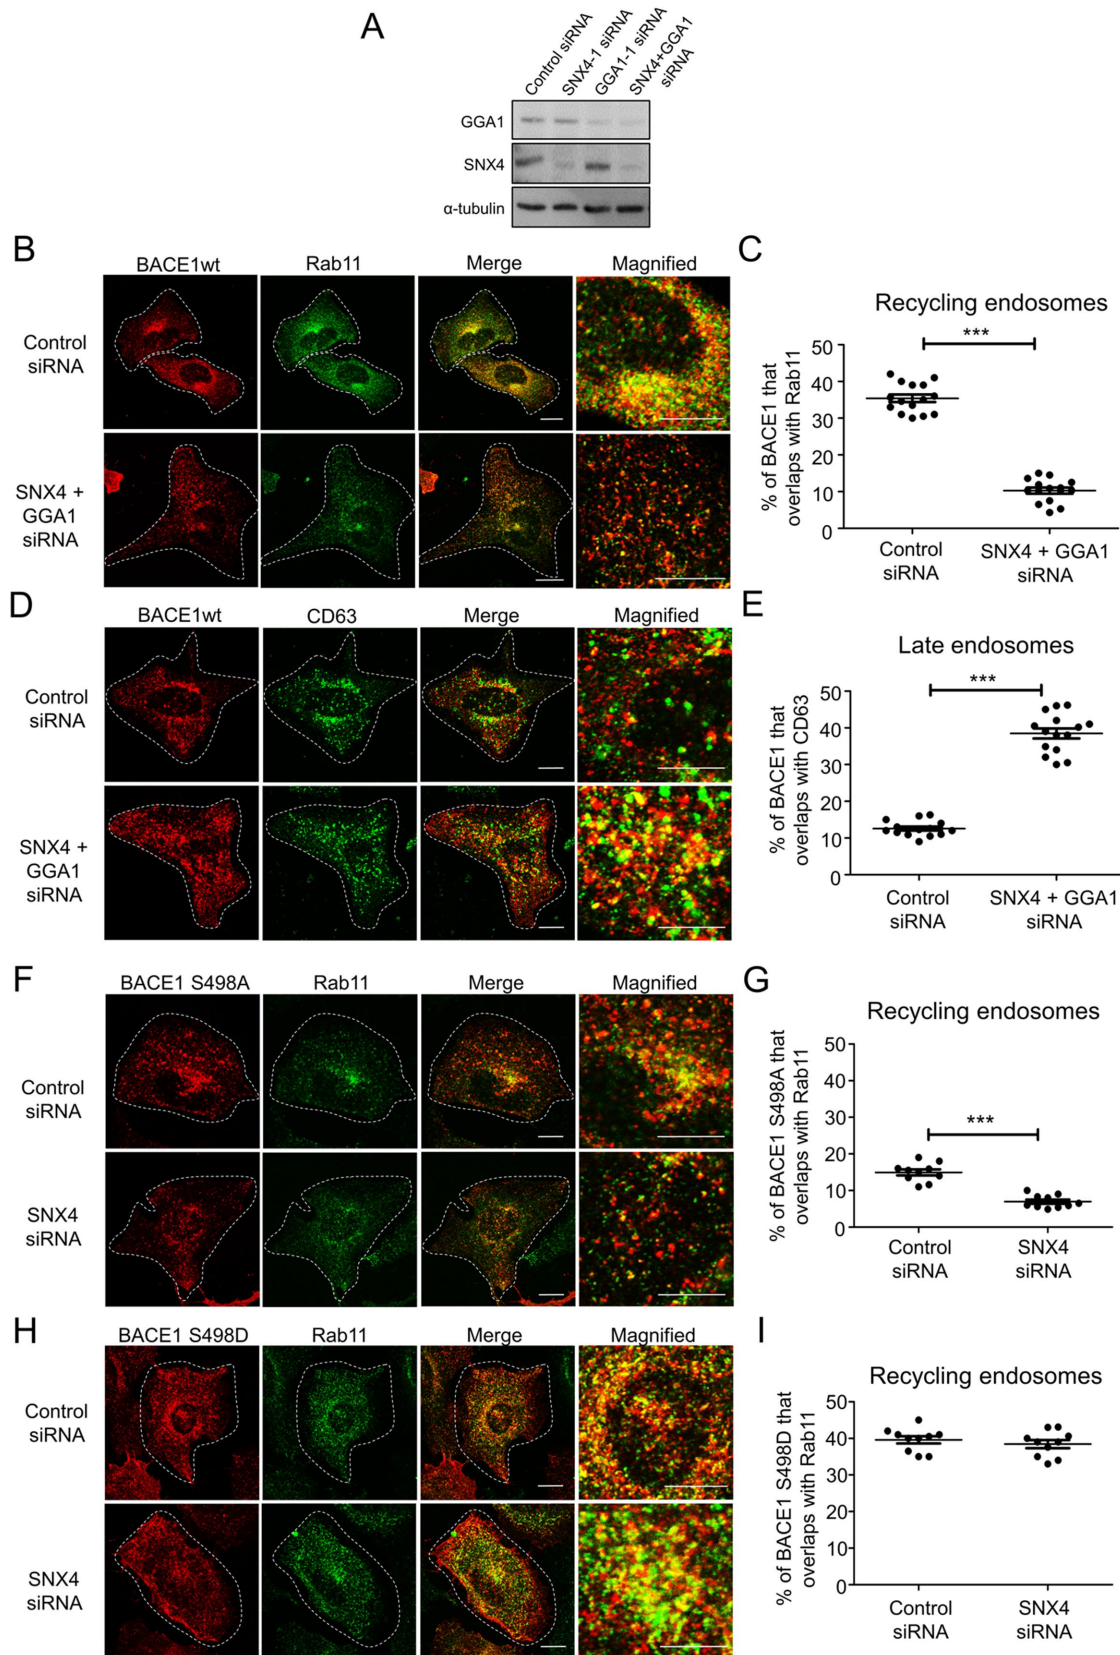 A
Control siRNA
SNX4-1 siRNA
GGA1-1 siRNA
SNX4+GGA1
siRNA
GGA1
SNX4
α-tubulin
B
BACE1wt
Rab11
Merge
Magnified
Control
siRNA
SNX4 +
GGA1
siRNA
C
Recycling endosomes
***
% of BACE1 that
overlaps with Rab11
50
40
30
20
10
0
Control
siRNA
SNX4 + GGA1
siRNA
D
BACE1wt
CD63
Merge
Magnified
Control
siRNA
SNX4 +
GGA1
siRNA
E
Late endosomes
***
% of BACE1 that
overlaps with CD63
50
40
30
20
10
0
Control
siRNA
SNX4 + GGA1
siRNA
F
BACE1 S498A
Rab11
Merge
Magnified
Control
siRNA
SNX4
siRNA
G
Recycling endosomes
***
% of BACE1 S498A that
overlaps with Rab11
50
40
30
20
10
0
Control
siRNA
SNX4
siRNA
H
BACE1 S498D
Rab11
Merge
Magnified
Control
siRNA
SNX4
siRNA
I
Recycling endosomes
% of BACE1 S498D that
overlaps with Rab11
50
40
30
20
10
0
Control
siRNA
SNX4
siRNA